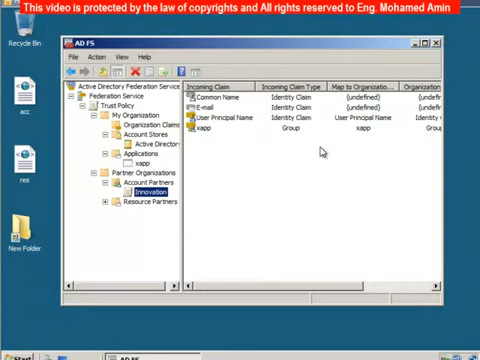 This video is protected by the law of copyrights and All rights reserved to Eng. Mohamed Amin
Recycle Bin
acc
res
New Folder
AD FS
File Action View Help
Active Directory Federation Service
Federation Service
Trust Policy
My Organization
Organization Claims
Account Stores
Active Directory
Applications
xapp
Partner Organizations
Account Partners
Innovation
Resource Partners
Incoming Claim Incoming Claim Type Map to Organizatio... Organization
Common Name Identity Claim {undefined} {undefin
E-mail Identity Claim {undefined} {undefin
User Principal Name Identity Claim User Principal Name Identity C
xapp Group xapp Group
Start AD FS